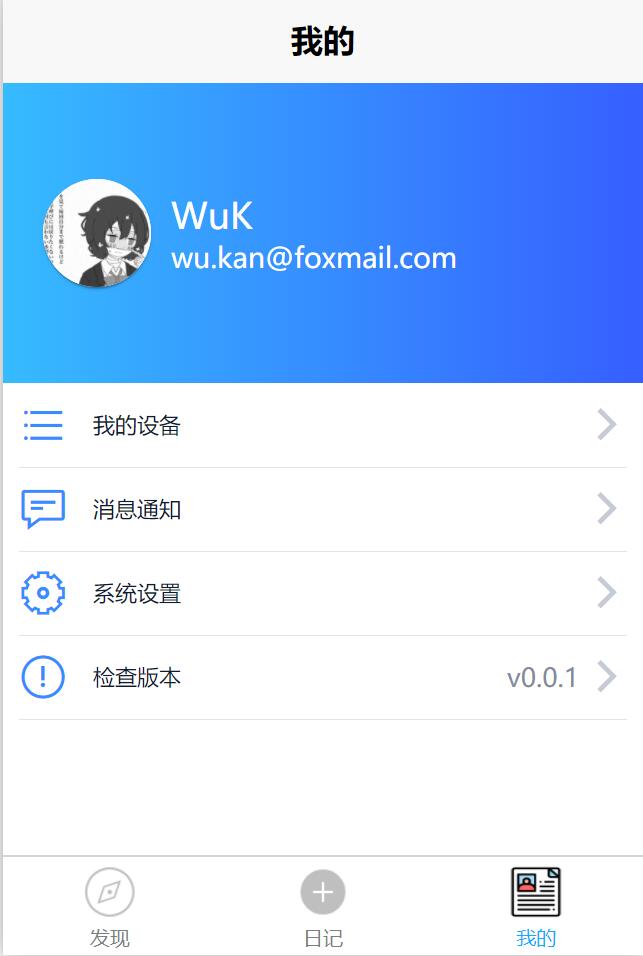 我的
WuK
wu.kan@foxmail.com
我的设备
消息通知
系统设置
检查版本 v0.0.1
发现 日记 我的